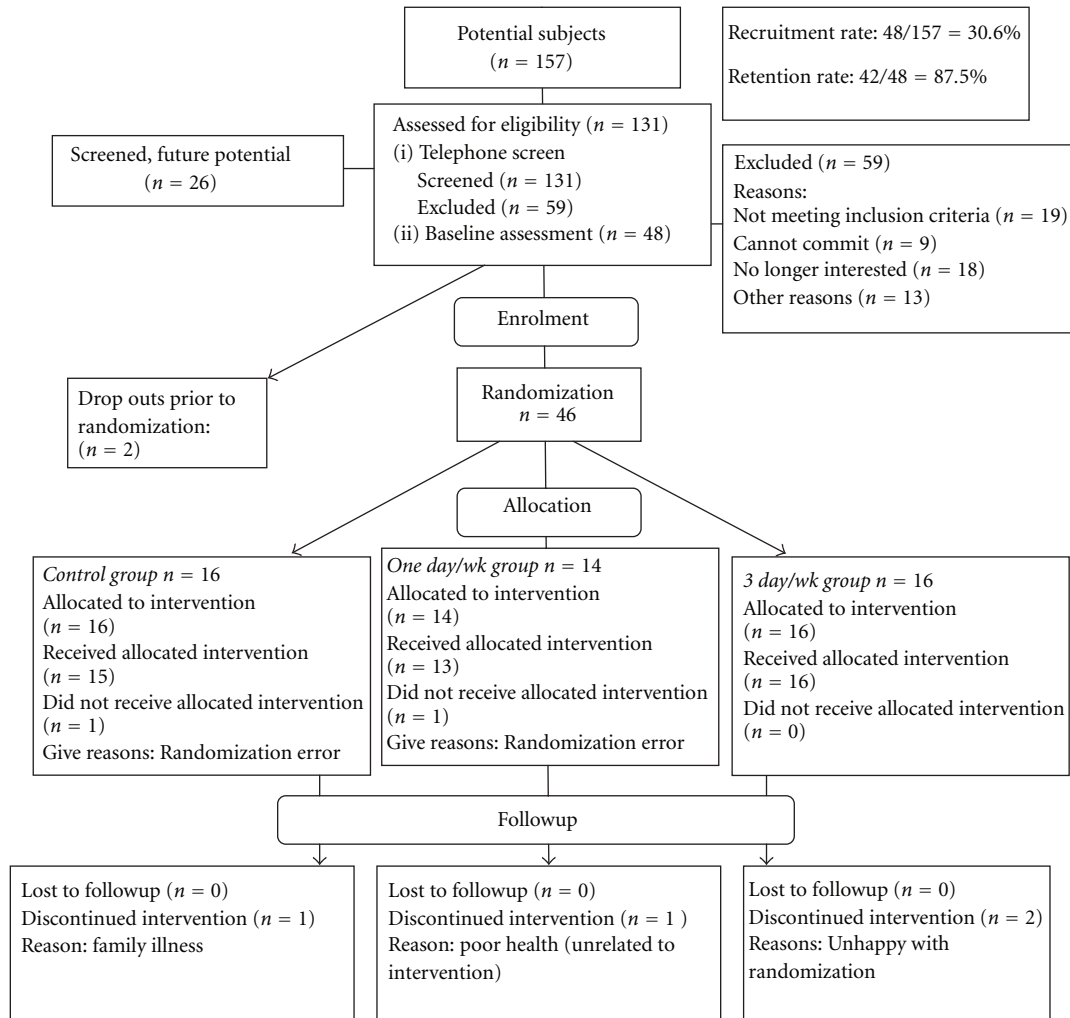 Potential subjects
(n = 157)
Recruitment rate: 48/157 = 30.6%
Retention rate: 42/48 = 87.5%
Assessed for eligibility (n = 131)
(i) Telephone screen
Screened (n = 131)
Excluded (n = 59)
(ii) Baseline assessment (n = 48)
Screened, future potential
(n = 26)
Excluded (n = 59)
Reasons:
Not meeting inclusion criteria (n = 19)
Cannot commit (n = 9)
No longer interested (n = 18)
Other reasons (n = 13)
Enrolment
Drop outs prior to
randomization:
(n = 2)
Randomization
n = 46
Allocation
Control group n = 16
Allocated to intervention
(n = 16)
Received allocated intervention
(n = 15)
Did not receive allocated intervention
(n = 1)
Give reasons: Randomization error
One day/wk group n = 14
Allocated to intervention
(n = 14)
Received allocated intervention
(n = 13)
Did not receive allocated intervention
(n = 1)
Give reasons: Randomization error
3 day/wk group n = 16
Allocated to intervention
(n = 16)
Received allocated intervention
(n = 16)
Did not receive allocated intervention
(n = 0)
Followup
Lost to followup (n = 0)
Discontinued intervention (n = 1)
Reason: family illness
Lost to followup (n = 0)
Discontinued intervention (n = 1 )
Reason: poor health (unrelated to
intervention)
Lost to followup (n = 0)
Discontinued intervention (n = 2)
Reasons: Unhappy with
randomization